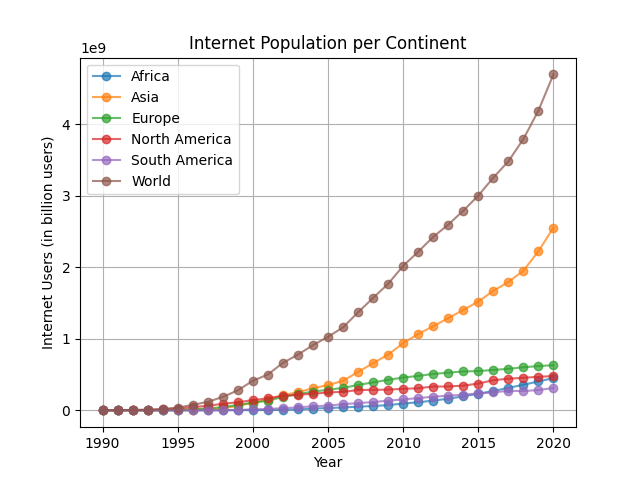 Internet Population per Continent
1e9
Africa
Asia
Europe
North America
South America
World
4
3
2
1
0
Internet Users (in billion users)
1990
1995
2000
2005
2010
2015
2020
Year